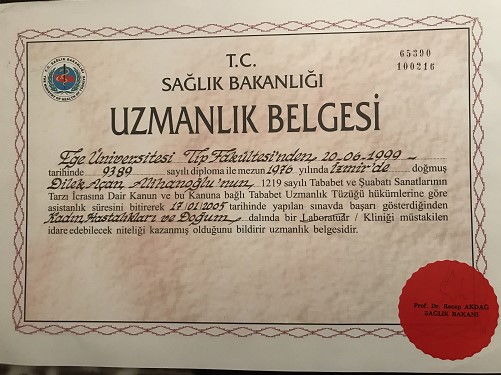 65390
100216
T.C.
SAĞLIK BAKANLIĞI
UZMANLIK BELGESİ
Ege Üniversitesi Tıp Fakültesi'nden 20-06-1999-
tarihinde 9389 sayılı diploma ile mezun 1976 yılında İzmir'de doğmuş
Dilek Açan Alihanoğlu'nun 1219 sayılı Tababet ve Şuabatı Sanatlarının
Tarzı İcrasına Dair Kanun ve bu Kanuna bağlı Tababet Uzmanlık Tüzüğü hükümlerine göre
asistanlık süresini bitirerek 17/01/2005 tarihinde yapılan sınavda başarı gösterdiğinden
Kadın Hastalıkları ve Doğum dalında bir Laboratuar / Kliniği müstakilen
idare edebilecek niteliği kazanmış olduğunu bildirir uzmanlık belgesidir.
Prof. Dr. Recep AKDAĞ
SAĞLIK BAKANI